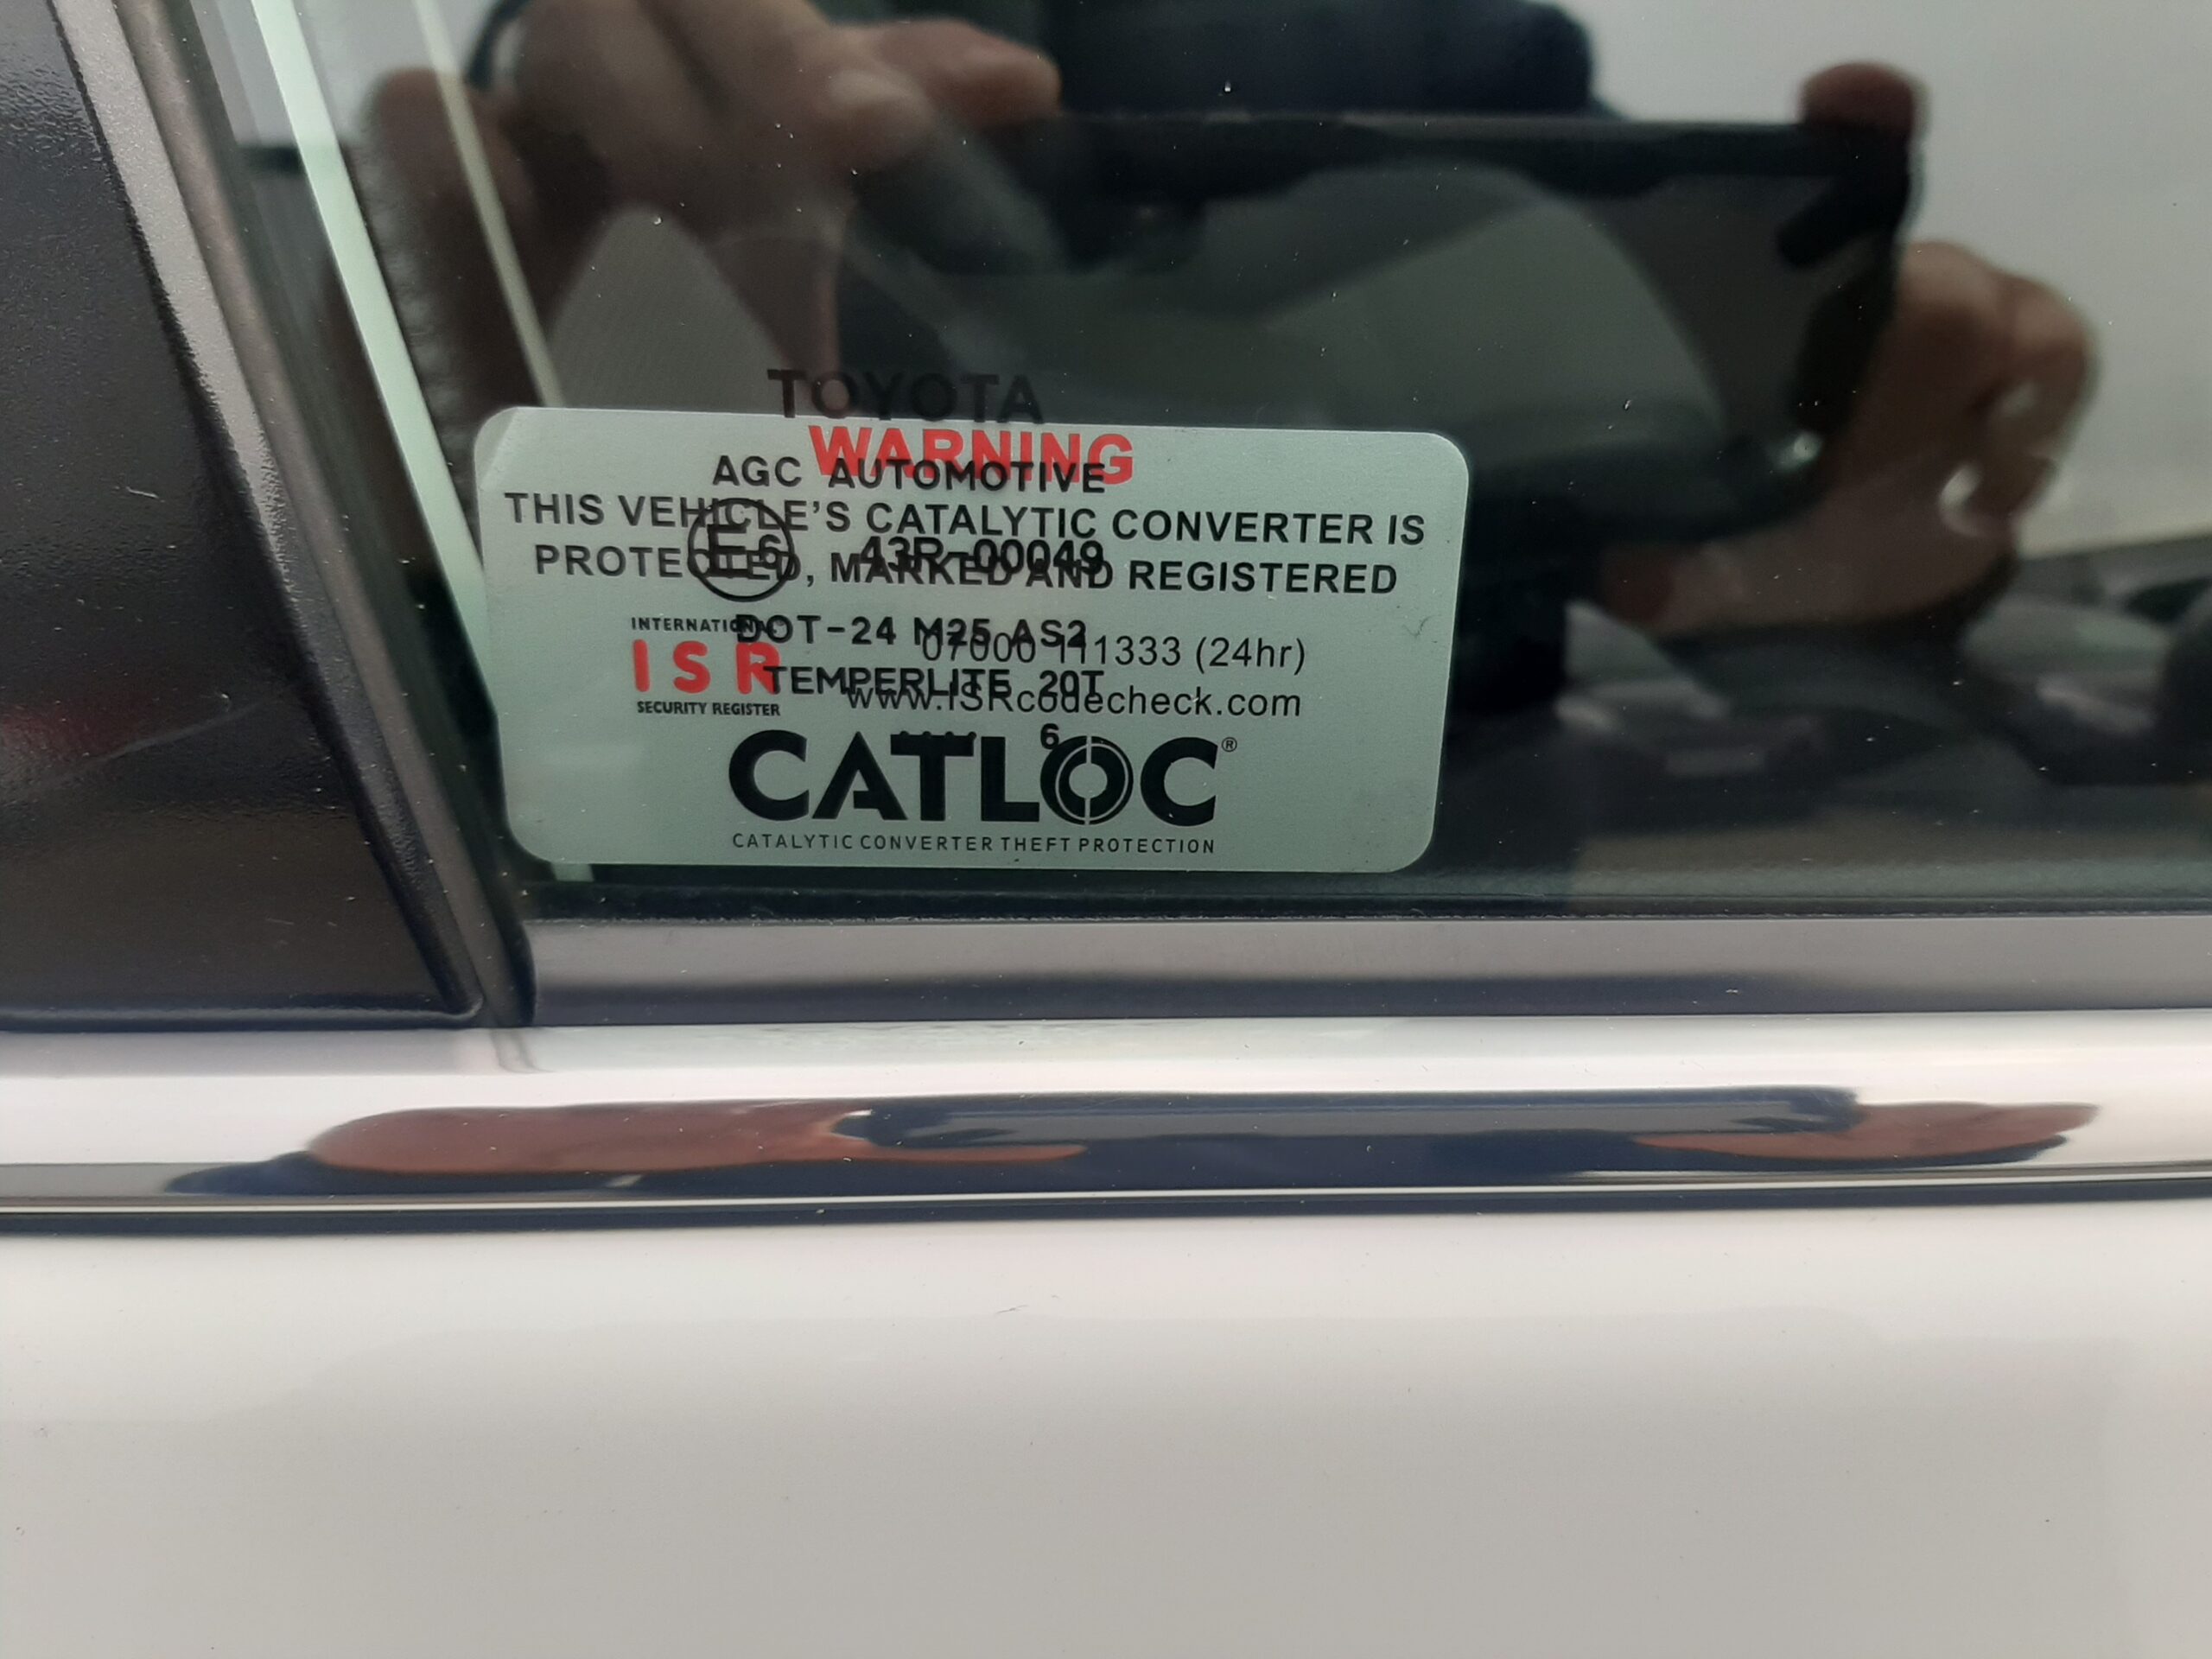 TOYOTA
WARNING
AGC AUTOMOTIVE
THIS VEHICLE'S CATALYTIC CONVERTER IS
E6 43R-00049
PROTECTED, MARKED AND REGISTERED
INTERNATIONAL
DOT-24 M25 AS2
07000 111333 (24hr)
ISR
TEMPERLITE 20T
www.ISRcodecheck.com
SECURITY REGISTER
.... 6
CATLOC®
CATALYTIC CONVERTER THEFT PROTECTION